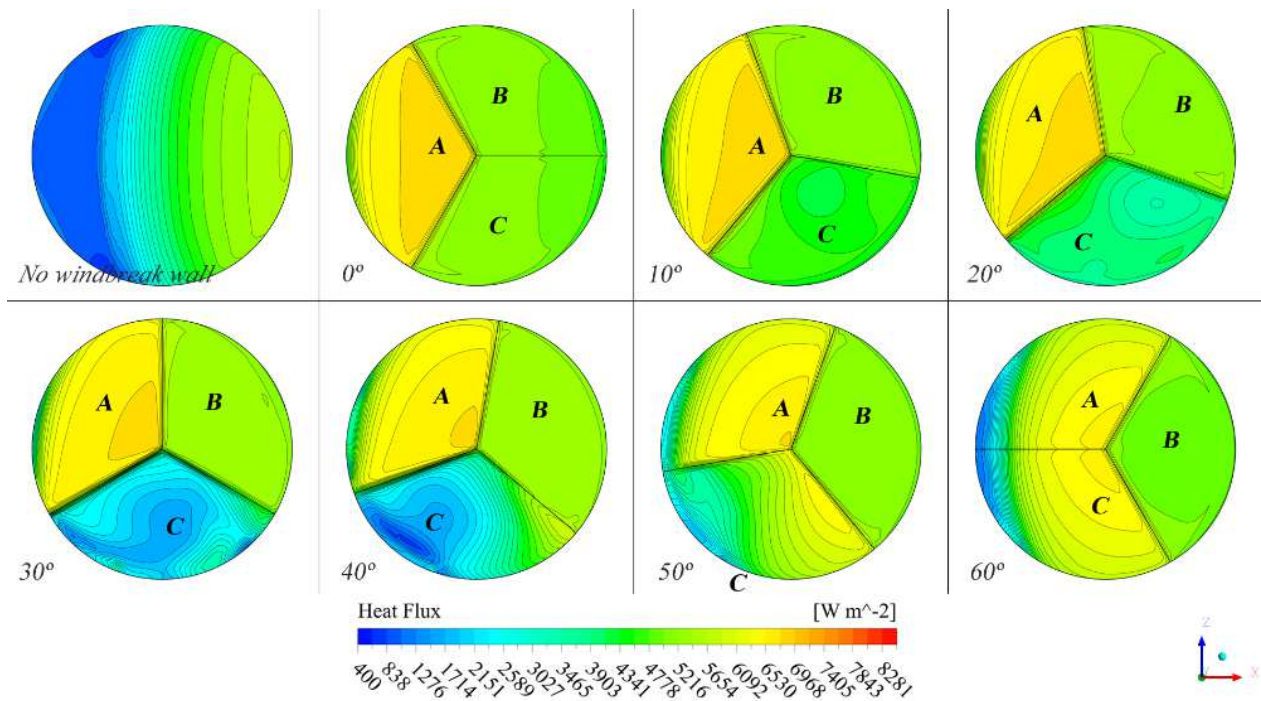 A
B
C
No windbreak wall
0º
A
B
C
10º
A
B
C
20º
A
B
C
30º
A
B
C
40º
A
B
C
50º
A
B
C
60º
Heat Flux
[W m^-2]
400 838 1276 1714 2151 2589 3027 3465 3903 4341 4778 5216 5654 6092 6530 6968 7405 7843 8281
Z
Y
X